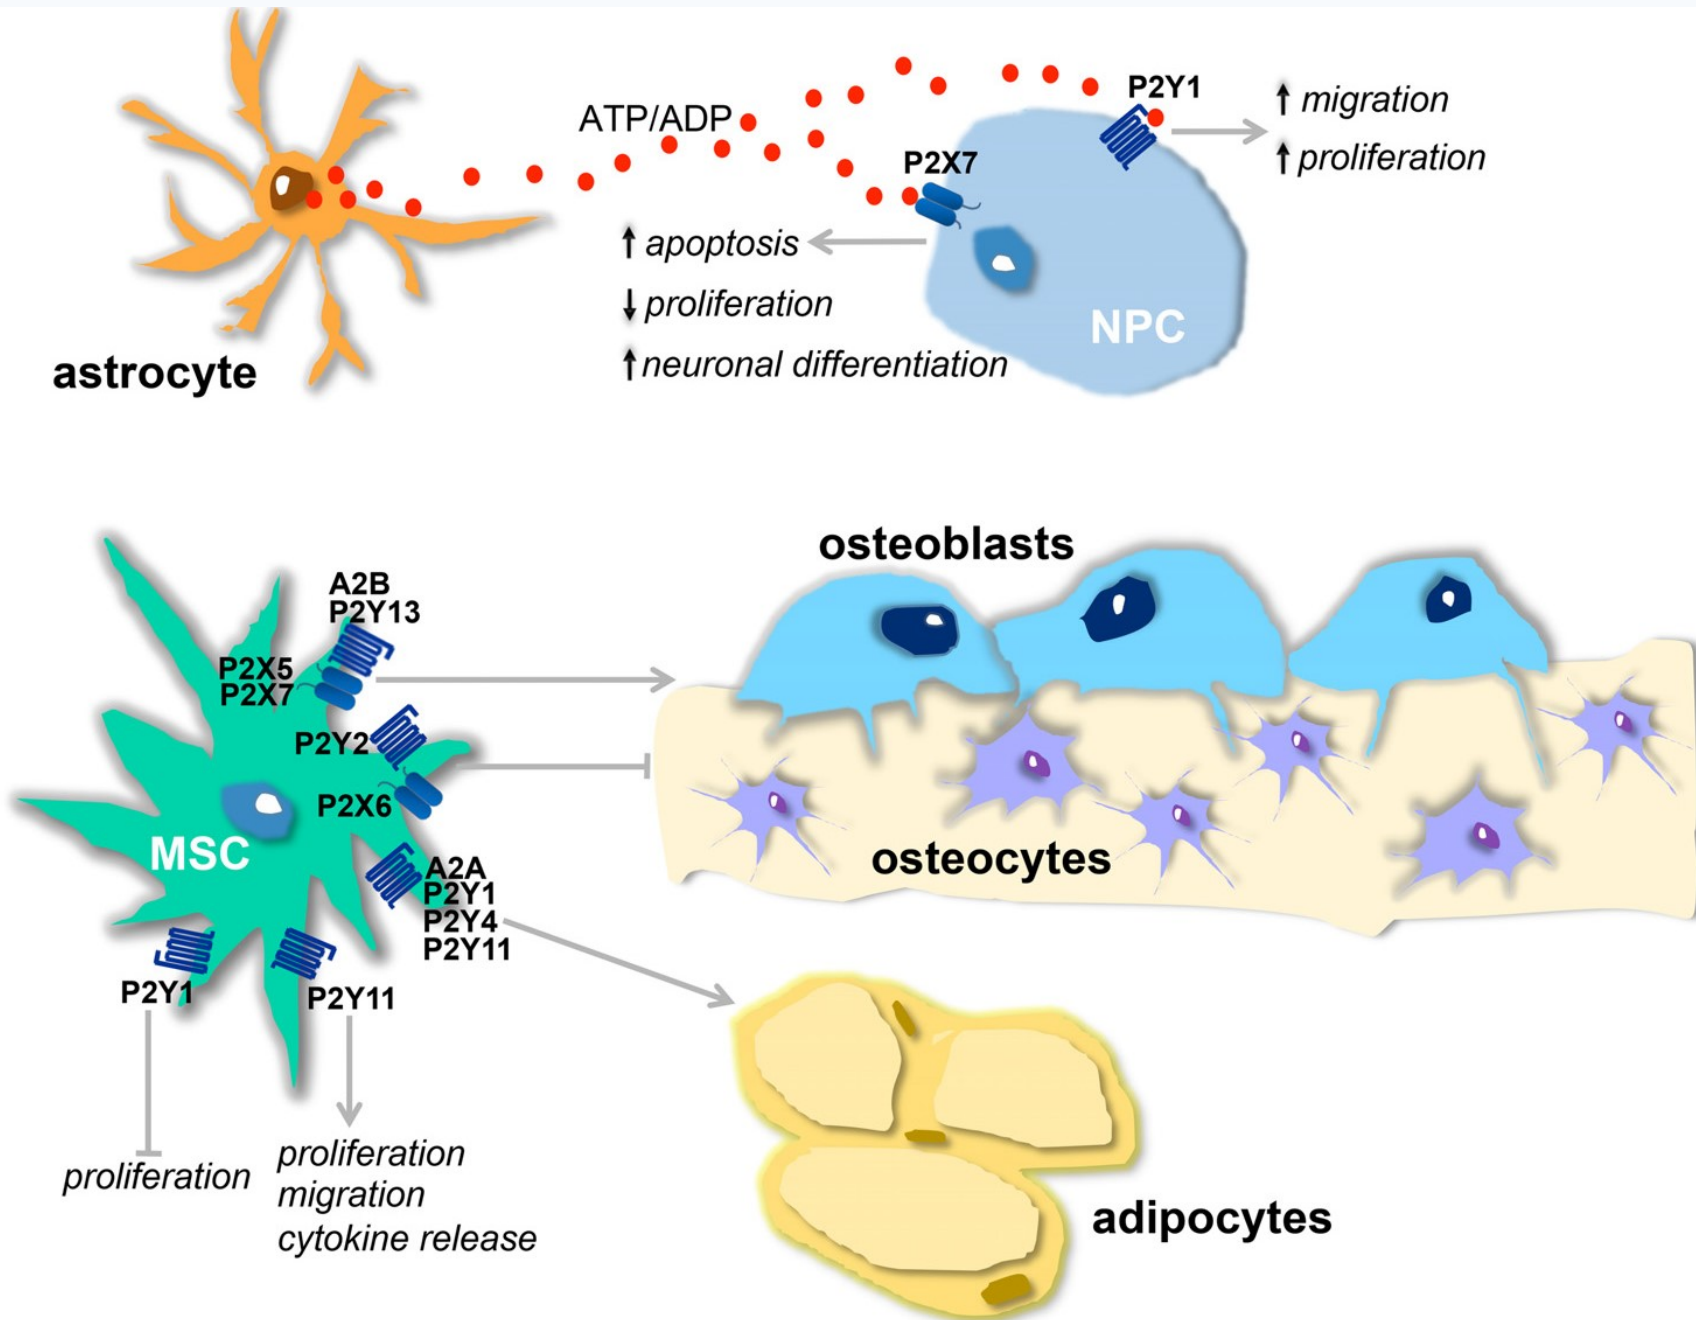 ATP/ADP
P2Y1
migration
proliferation
P2X7
apoptosis
proliferation
neuronal differentiation
NPC
astrocyte
osteoblasts
A2B
P2Y13
P2X5
P2X7
P2Y2
P2X6
MSC
A2A
P2Y1
P2Y4
P2Y11
osteocytes
P2Y1
P2Y11
proliferation
proliferation
migration
cytokine release
adipocytes